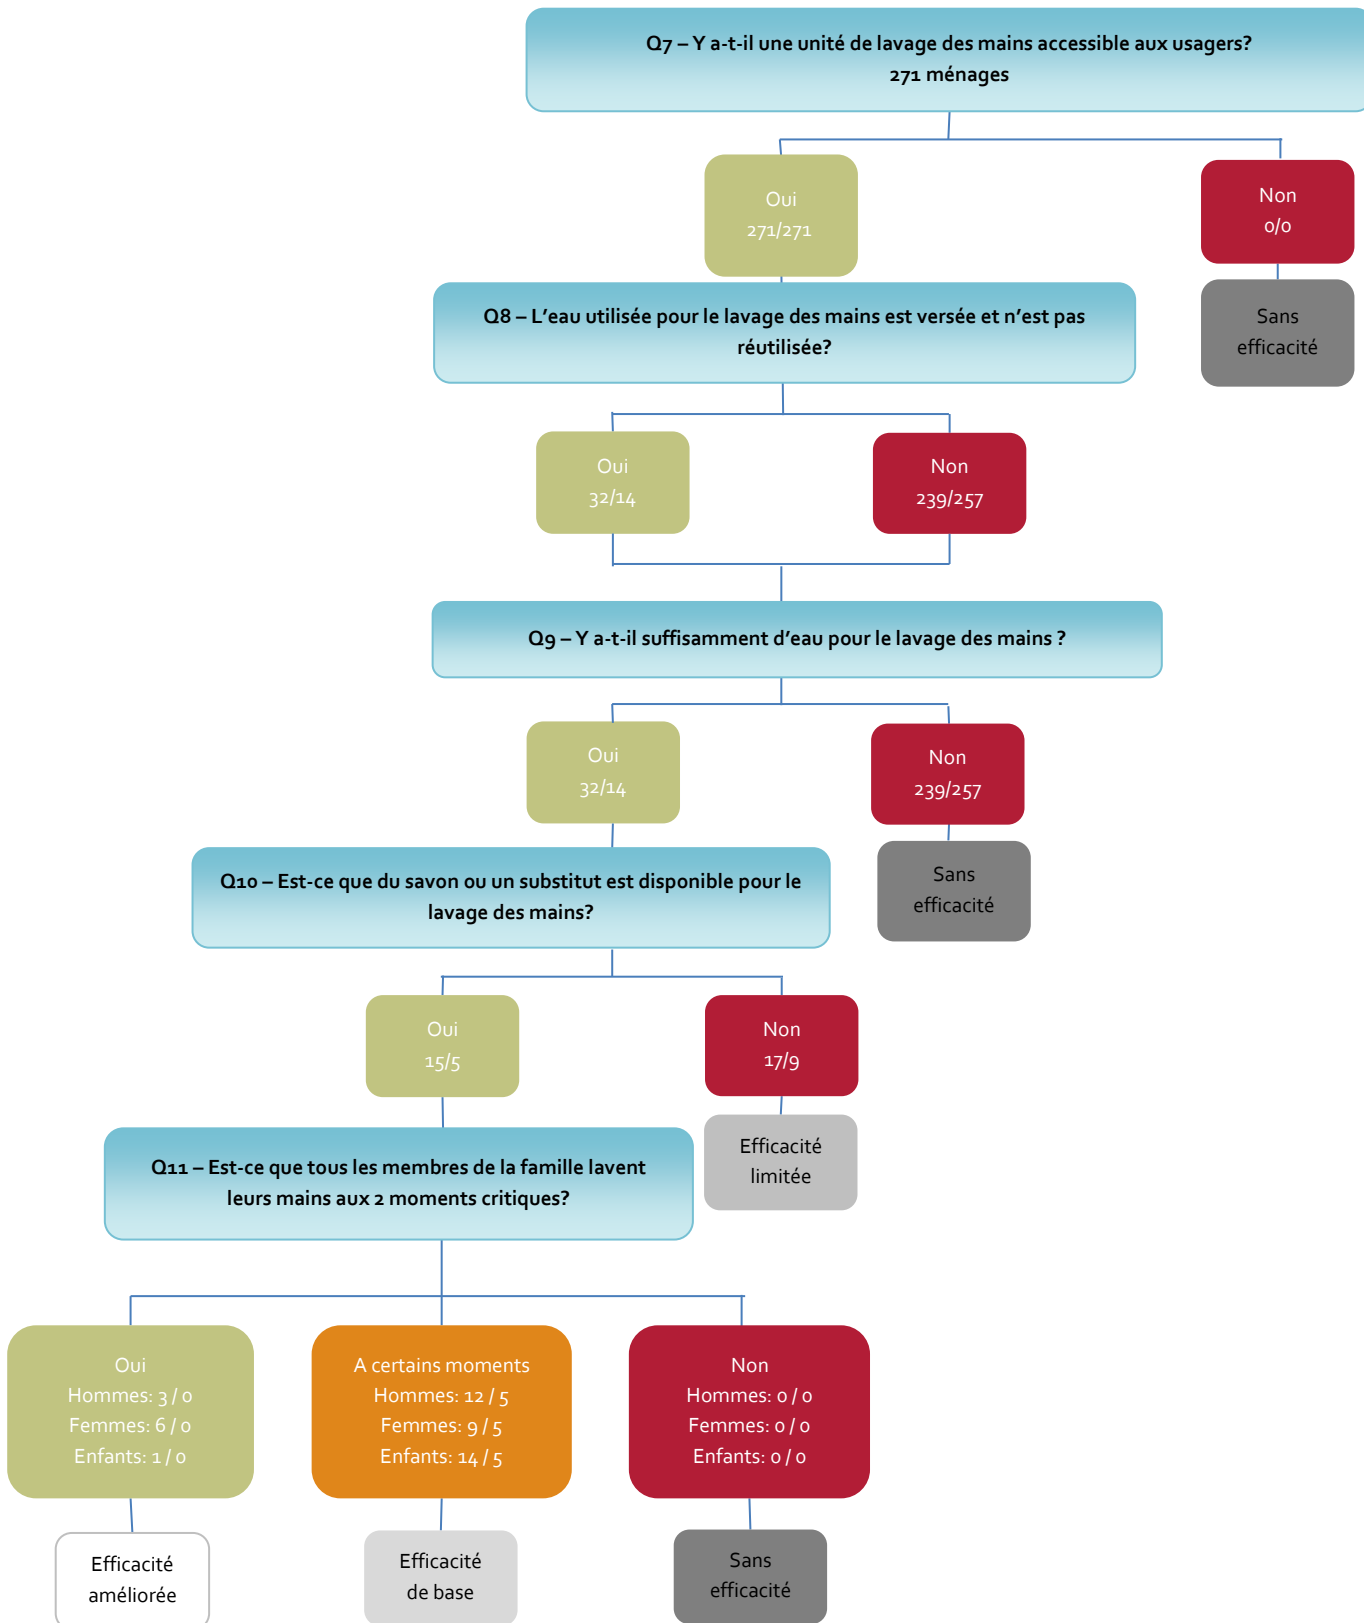 Q7 – Y a-t-il une unité de lavage des mains accessible aux usagers?
271 ménages
Oui
271/271
Non
0/0
Q8 – L’eau utilisée pour le lavage des mains est versée et n’est pas
réutilisée?
Sans
efficacité
Oui
32/14
Non
239/257
Q9 – Y a-t-il suffisamment d’eau pour le lavage des mains ?
Oui
32/14
Non
239/257
Q10 – Est-ce que du savon ou un substitut est disponible pour le
lavage des mains?
Sans
efficacité
Oui
15/5
Non
17/9
Q11 – Est-ce que tous les membres de la famille lavent
leurs mains aux 2 moments critiques?
Efficacité
limitée
Oui
Hommes: 3 / 0
Femmes: 6 / 0
Enfants: 1 / 0
A certains moments
Hommes: 12 / 5
Femmes: 9 / 5
Enfants: 14 / 5
Non
Hommes: 0 / 0
Femmes: 0 / 0
Enfants: 0 / 0
Efficacité
améliorée
Efficacité
de base
Sans
efficacité